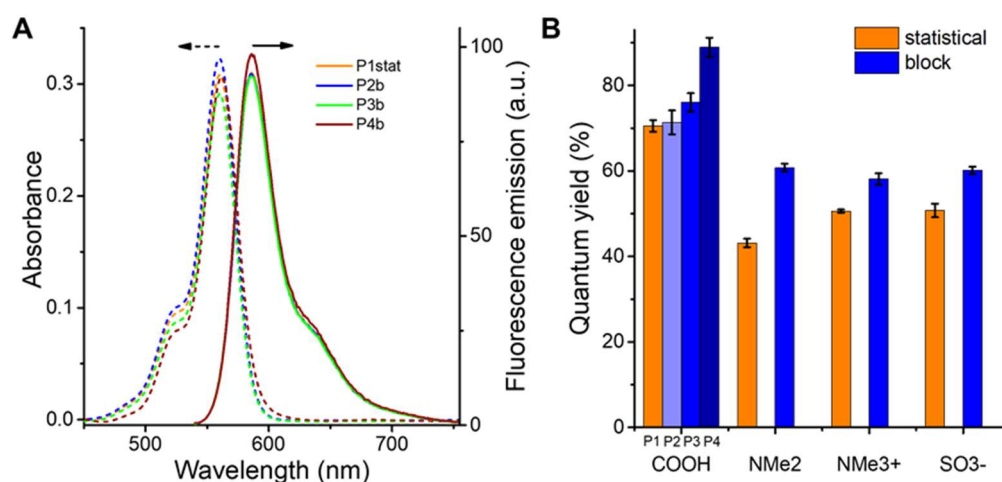 A
P1stat
P2b
P3b
P4b
0.3
0.2
0.1
0.0
Absorbance
500
600
700
Wavelength (nm)
100
50
0
Fluorescence emission (a.u.)
B
statistical
block
80
60
40
20
0
Quantum yield (%)
P1 P2 P3 P4
COOH NMe2 NMe3+ SO3-